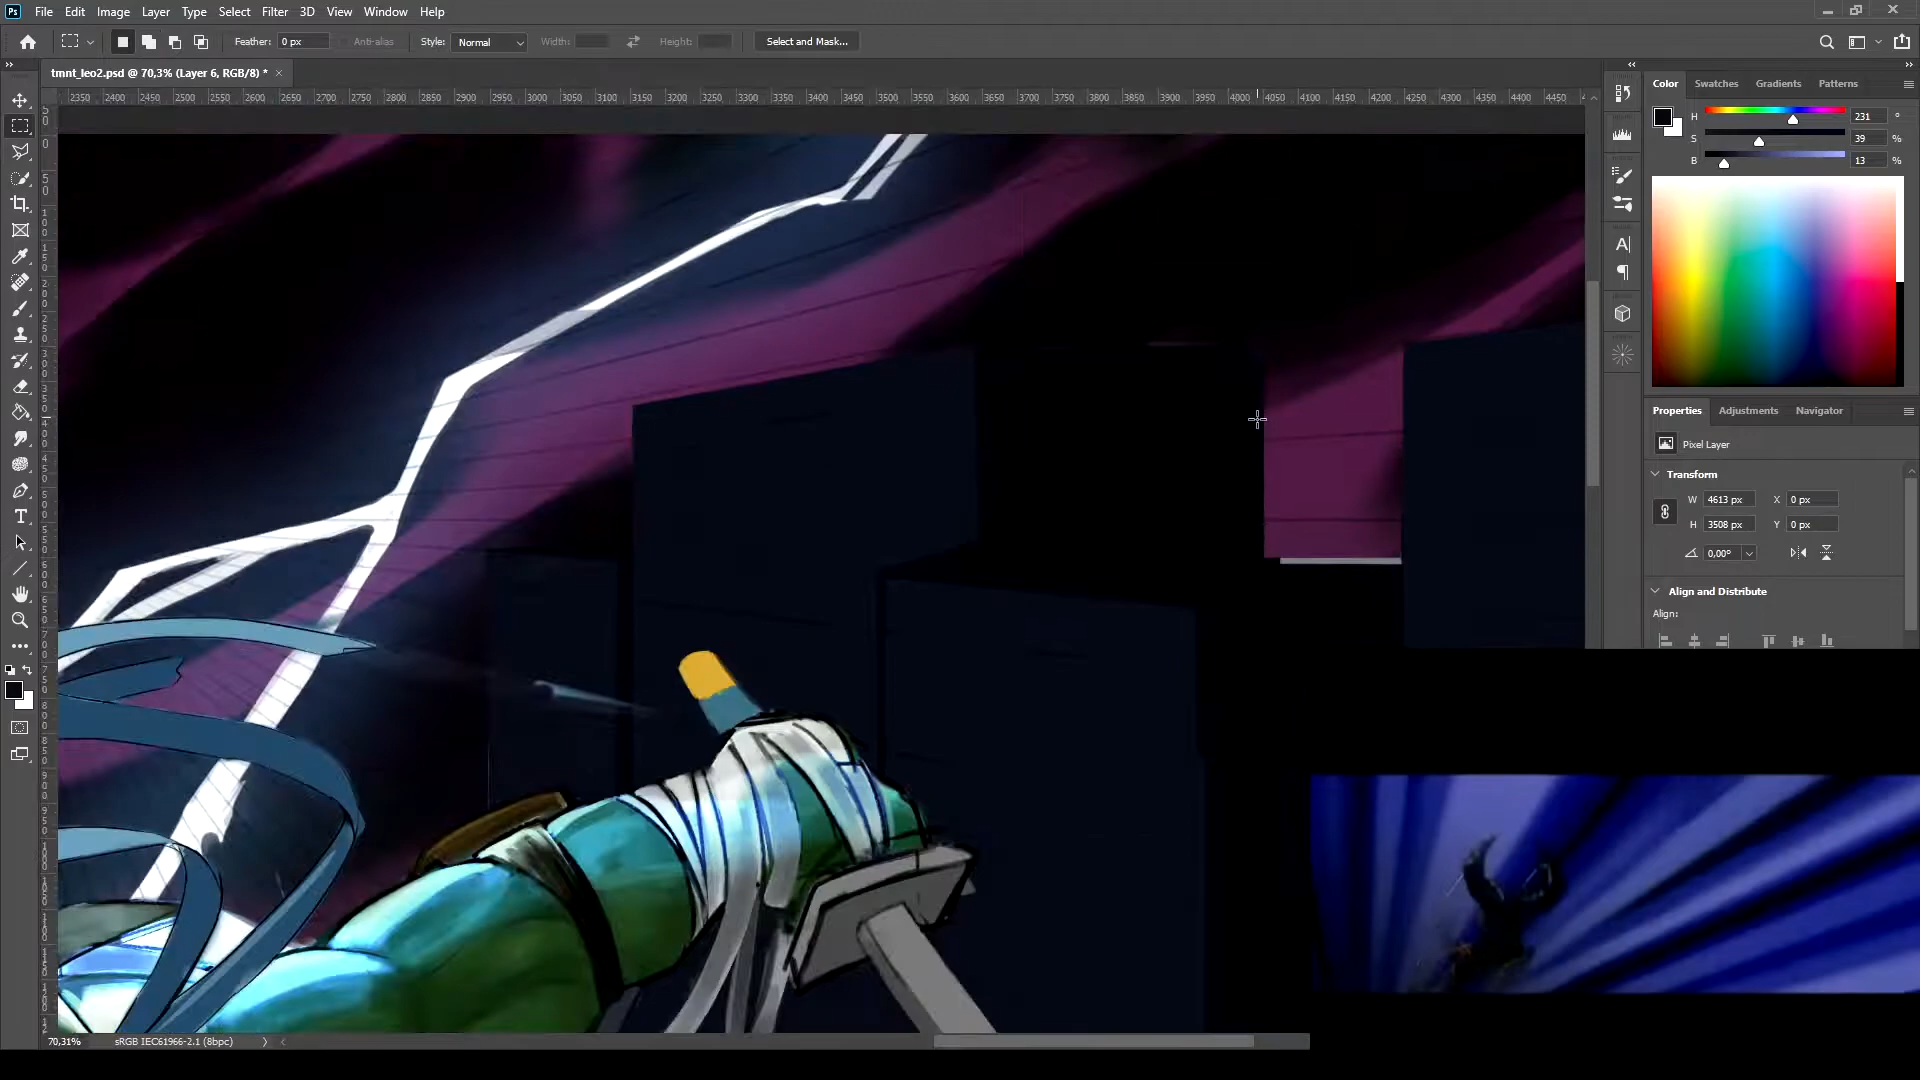 Ps File Edit Image Layer Type Select Filter 3D View Window Help
Feather: 0 px Anti-alias Style: Normal Width: Height: Select and Mask...
tmnt_leo2.psd @ 70,3% (Layer 6, RGB/8) * ×
2350 2400 2450 2500 2550 2600 2650 2700 2750 2800 2850 2900 2950 3000 3050 3100 3150 3200 3250 3300 3350 3400 3450 3500 3550 3600 3650 3700 3750 3800 3850 3900 3950 4000 4050 4100 4150 4200 4250 4300 4350 4400 4450
Color Swatches Gradients Patterns
H 231 °
S 39 %
B 13 %
Properties Adjustments Navigator
Pixel Layer
Transform
W 4613 px X 0 px
H 3508 px Y 0 px
0,00°
Align and Distribute
Align:
70,31% sRGB IEC61966-2.1 (8bpc)